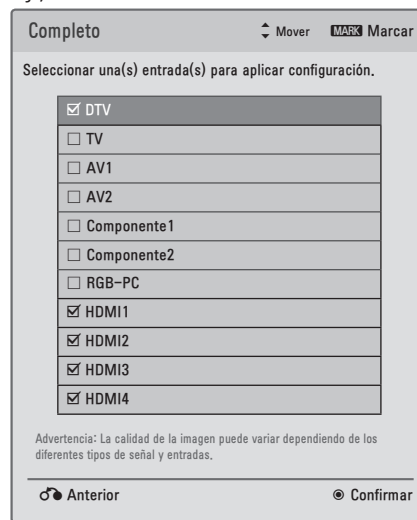 Completo Mover MARK Marcar
Seleccionar una(s) entrada(s) para aplicar configuración.
DTV
TV
AV1
AV2
Componente1
Componente2
RGB-PC
HDMI1
HDMI2
HDMI3
HDMI4
Advertencia: La calidad de la imagen puede variar dependiendo de los
diferentes tipos de señal y entradas.
Anterior Confirmar